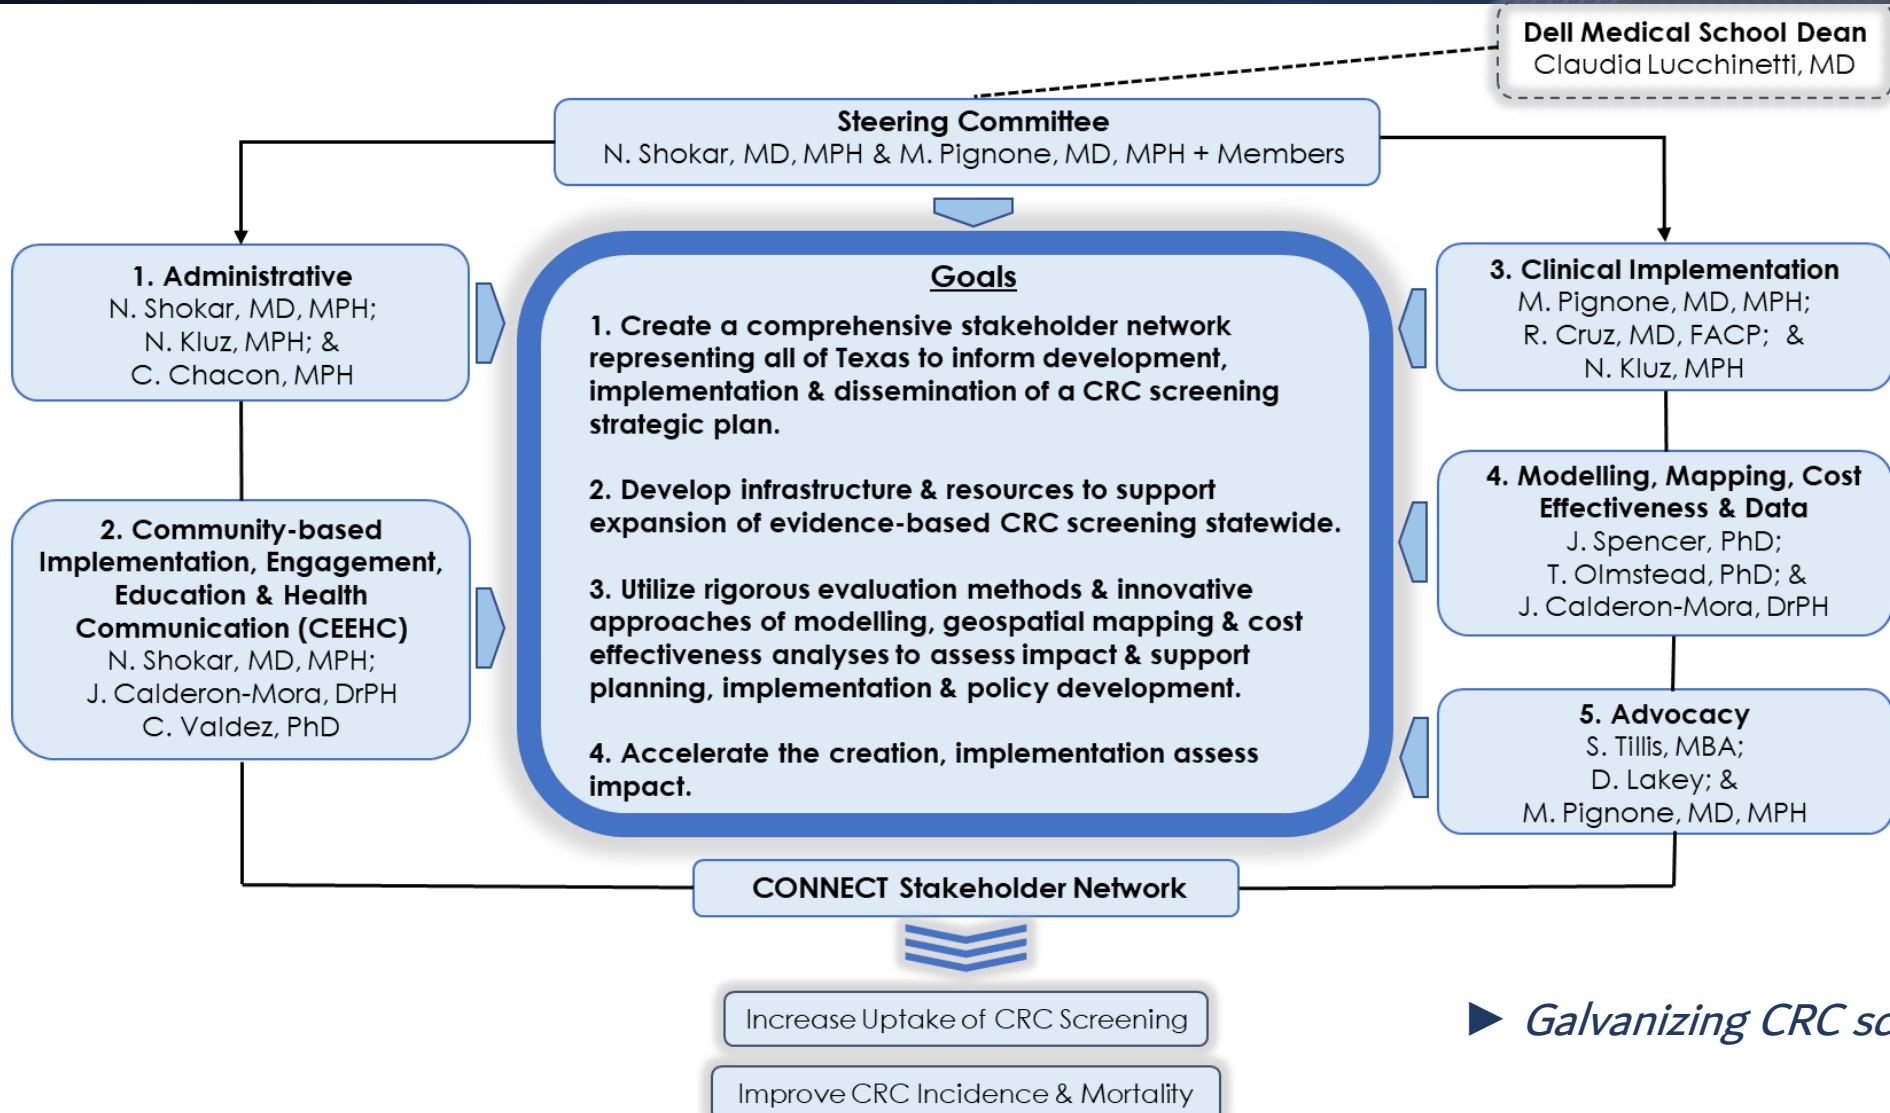 Dell Medical School Dean
Claudia Lucchinetti, MD
Steering Committee
N. Shokar, MD, MPH & M. Pignone, MD, MPH + Members
1. Administrative
N. Shokar, MD, MPH;
N. Kluz, MPH; &
C. Chacon, MPH
2. Community-based
Implementation, Engagement,
Education & Health
Communication (CEEHC)
N. Shokar, MD, MPH;
J. Calderon-Mora, DrPH
C. Valdez, PhD
Goals
1. Create a comprehensive stakeholder network
representing all of Texas to inform development,
implementation & dissemination of a CRC screening
strategic plan.
2. Develop infrastructure & resources to support
expansion of evidence-based CRC screening statewide.
3. Utilize rigorous evaluation methods & innovative
approaches of modelling, geospatial mapping & cost
effectiveness analyses to assess impact & support
planning, implementation & policy development.
4. Accelerate the creation, implementation assess
impact.
3. Clinical Implementation
M. Pignone, MD, MPH;
R. Cruz, MD, FACP; &
N. Kluz, MPH
4. Modelling, Mapping, Cost
Effectiveness & Data
J. Spencer, PhD;
T. Olmstead, PhD; &
J. Calderon-Mora, DrPH
5. Advocacy
S. Tillis, MBA;
D. Lakey; &
M. Pignone, MD, MPH
CONNECT Stakeholder Network
Increase Uptake of CRC Screening
Improve CRC Incidence & Mortality
► Galvanizing CRC